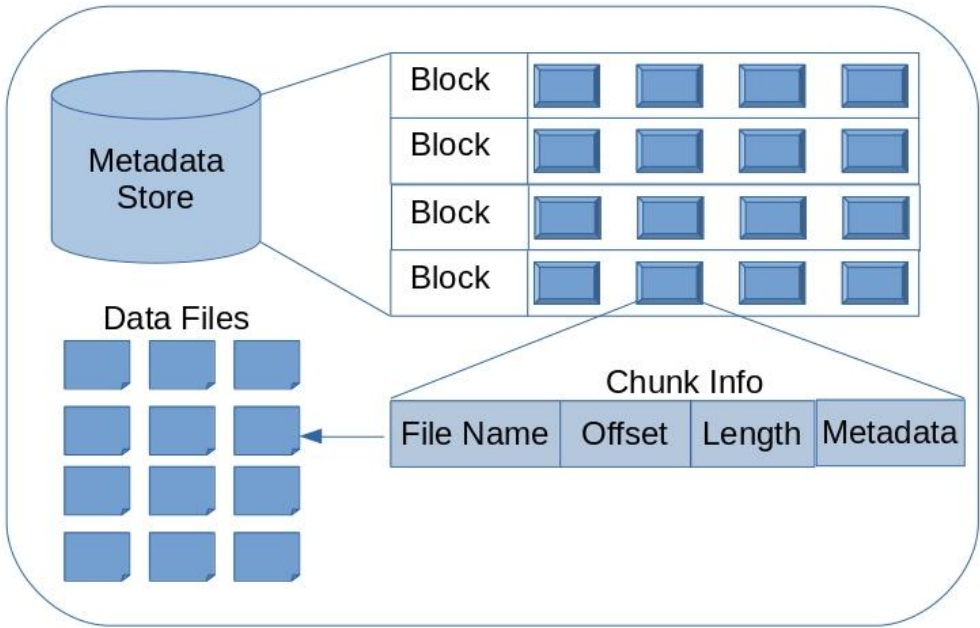 Metadata
Store
Block
Block
Block
Block
Data Files
Chunk Info
File Name Offset Length Metadata